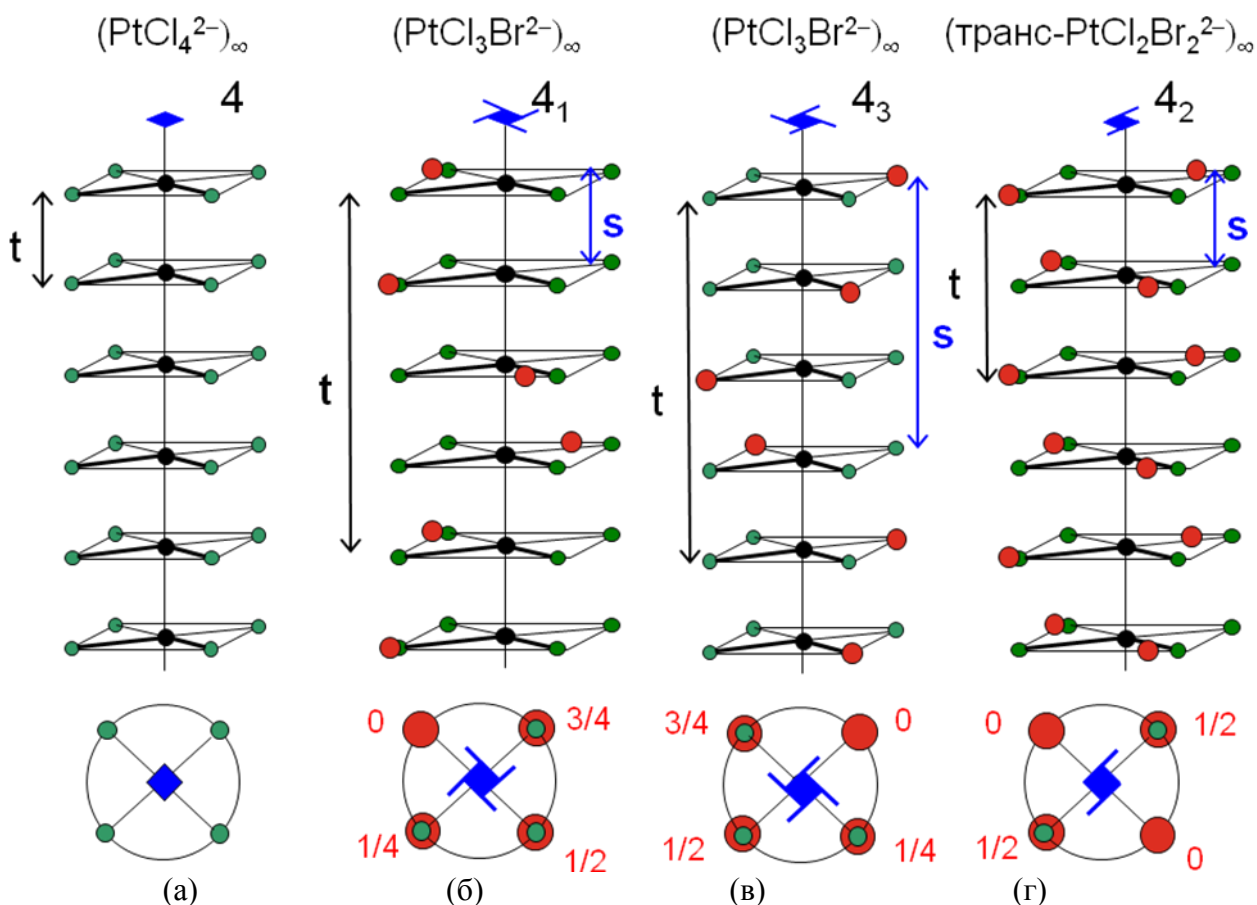 (PtCl₄²⁻)∞ (PtCl₃Br²⁻)∞ (PtCl₃Br²⁻)∞ (транс-PtCl₂Br₂²⁻)∞
4 4₁ 4₃ 4₂
t t s t s t s
0 3/4 3/4 0 0 1/2
1/4 1/2 1/2 1/4 1/2 0
(а) (б) (в) (г)